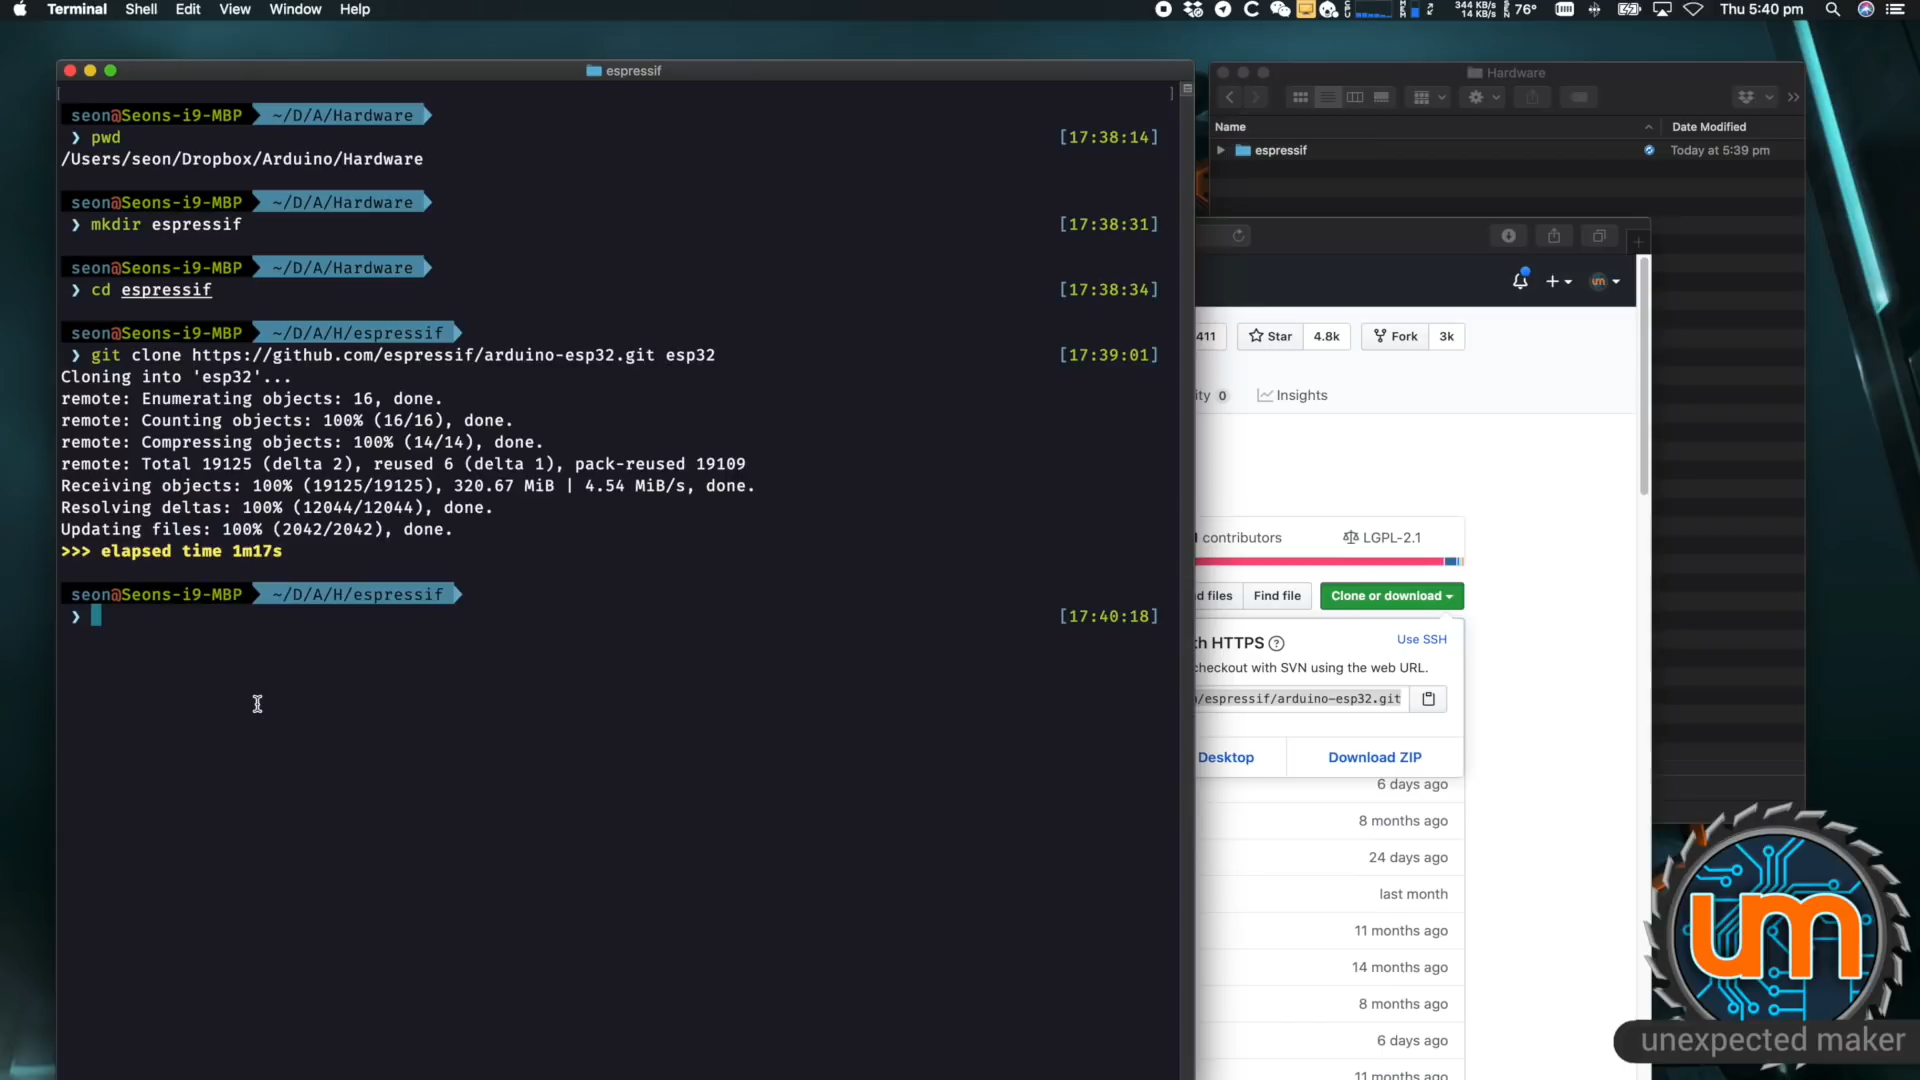 Terminal Shell Edit View Window Help
344 KB/s
14 KB/s
76° Thu 5:40 pm
espressif
seon@Seons-i9-MBP ~/D/A/Hardware
❯ pwd [17:38:14]
/Users/seon/Dropbox/Arduino/Hardware
seon@Seons-i9-MBP ~/D/A/Hardware
❯ mkdir espressif [17:38:31]
seon@Seons-i9-MBP ~/D/A/Hardware
❯ cd espressif [17:38:34]
seon@Seons-i9-MBP ~/D/A/H/espressif
❯ git clone https://github.com/espressif/arduino-esp32.git esp32 [17:39:01]
Cloning into 'esp32'...
remote: Enumerating objects: 16, done.
remote: Counting objects: 100% (16/16), done.
remote: Compressing objects: 100% (14/14), done.
remote: Total 19125 (delta 2), reused 6 (delta 1), pack-reused 19109
Receiving objects: 100% (19125/19125), 320.67 MiB | 4.54 MiB/s, done.
Resolving deltas: 100% (12044/12044), done.
Updating files: 100% (2042/2042), done.
>>> elapsed time 1m17s
seon@Seons-i9-MBP ~/D/A/H/espressif
❯ [17:40:18]
Hardware
Name Date Modified
espressif Today at 5:39 pm
um
411 Star 4.8k Fork 3k
ity 0 Insights
contributors LGPL-2.1
d files Find file Clone or download
th HTTPS Use SSH
checkout with SVN using the web URL.
/espressif/arduino-esp32.git
Desktop Download ZIP
6 days ago
8 months ago
24 days ago
last month
11 months ago
14 months ago
8 months ago
6 days ago
11 months ago
um
unexpected maker